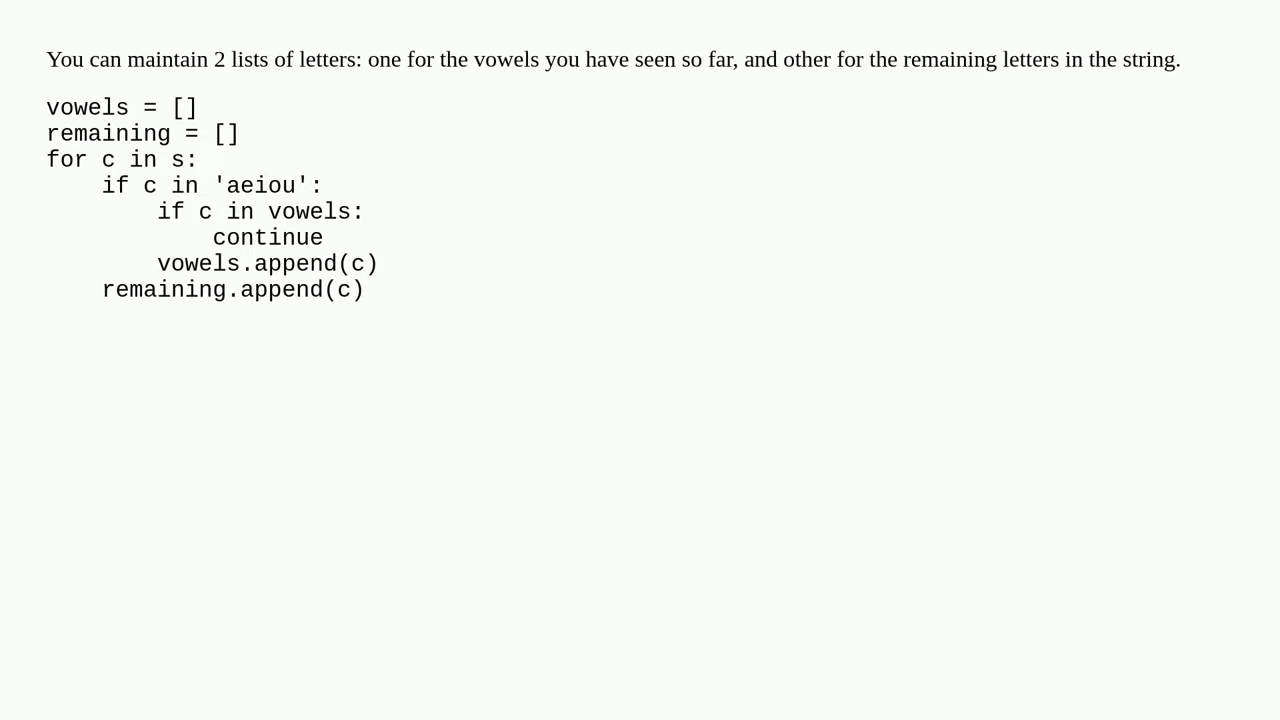 You can maintain 2 lists of letters: one for the vowels you have seen so far, and other for the remaining letters in the string.
vowels = []
remaining = []
for c in s:
    if c in 'aeiou':
        if c in vowels:
            continue
        vowels.append(c)
    remaining.append(c)